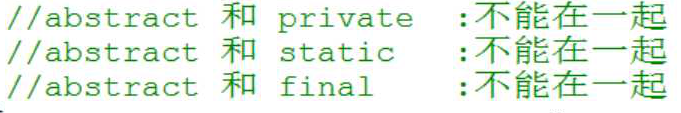 //abstract 和 private  :不能在一起
//abstract 和 static   :不能在一起
//abstract 和 final    :不能在一起